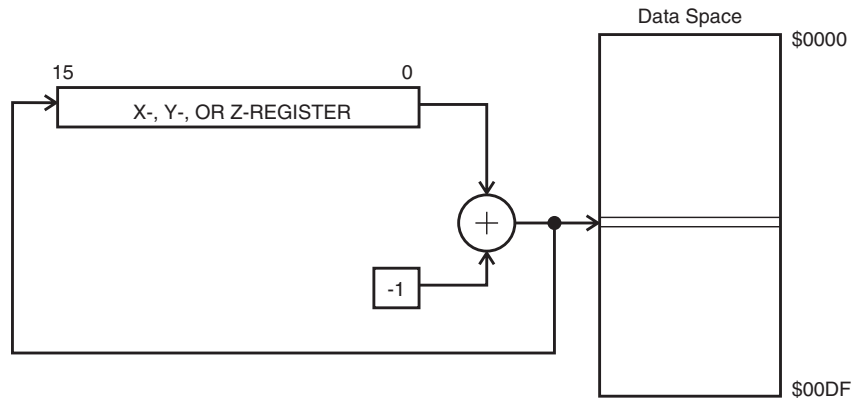 Data Space
$0000
15 0
X-, Y-, OR Z-REGISTER
+
-1
$00DF